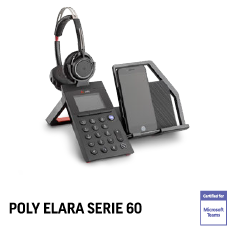 POLY ELARA SERIE 60
Certified for
Microsoft
Teams